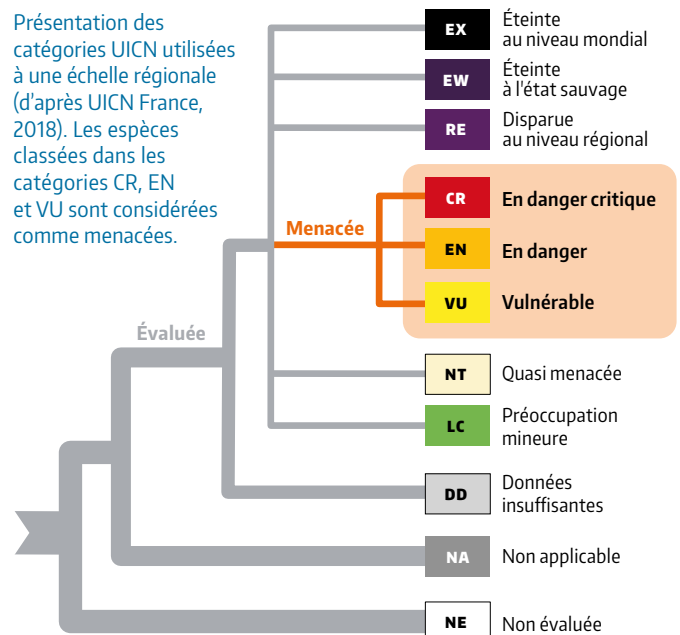 Présentation des
catégories UICN utilisées
à une échelle régionale
(d'après UICN France,
2018). Les espèces
classées dans les
catégories CR, EN
et VU sont considérées
comme menacées.
EX Éteinte
au niveau mondial
EW Éteinte
à l'état sauvage
RE Disparue
au niveau régional
Menacée
CR En danger critique
EN En danger
VU Vulnérable
Évaluée
NT Quasi menacée
LC Préoccupation
mineure
DD Données
insuffisantes
NA Non applicable
NE Non évaluée